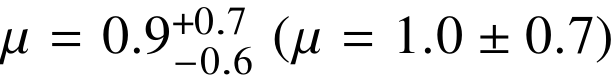 μ = 0.9^{+0.7}_{-0.6} (μ = 1.0 ± 0.7)